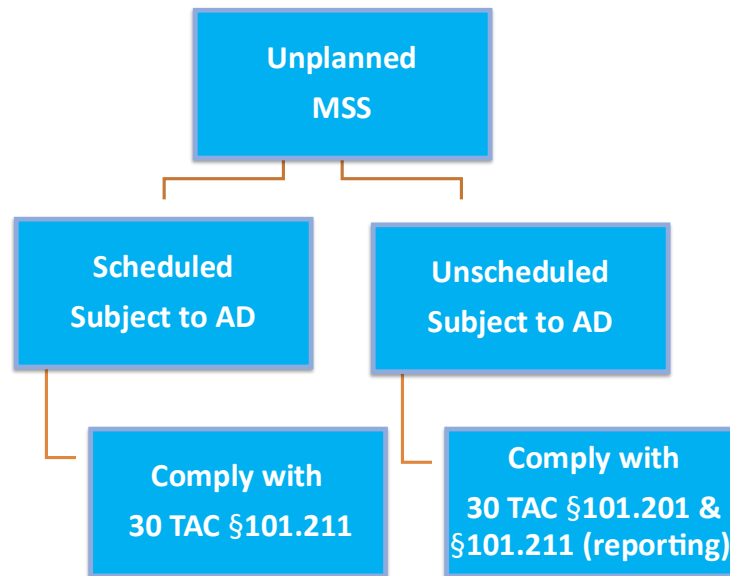 Unplanned
MSS
Scheduled
Subject to AD
Unscheduled
Subject to AD
Comply with
30 TAC §101.211
Comply with
30 TAC §101.201 &
§101.211 (reporting)